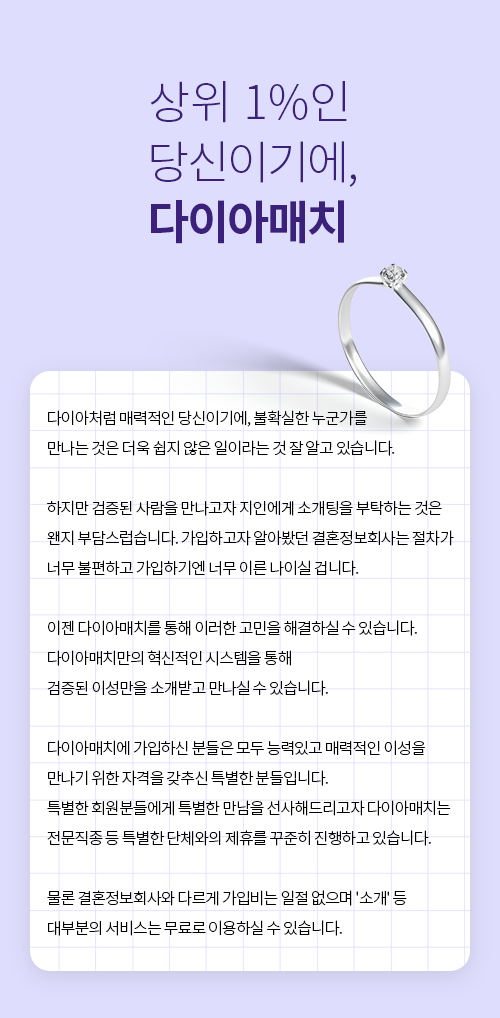 상위 1%인
당신이기에,
다이아매치
다이아처럼 매력적인 당신이기에, 불확실한 누군가를
만나는 것은 더욱 쉽지 않은 일이라는 것 잘 알고 있습니다.
하지만 검증된 사람을 만나고자 지인에게 소개팅을 부탁하는 것은
왠지 부담스럽습니다. 가입하고자 알아봤던 결혼정보회사는 절차가
너무 불편하고 가입하기엔 너무 이른 나이실 겁니다.
이젠 다이아매치를 통해 이러한 고민을 해결하실 수 있습니다.
다이아매치만의 혁신적인 시스템을 통해
검증된 이성만을 소개받고 만나실 수 있습니다.
다이아매치에 가입하신 분들은 모두 능력있고 매력적인 이성을
만나기 위한 자격을 갖추신 특별한 분들입니다.
특별한 회원분들에게 특별한 만남을 선사해드리고자 다이아매치는
전문직종 등 특별한 단체와의 제휴를 꾸준히 진행하고 있습니다.
물론 결혼정보회사와 다르게 가입비는 일절 없으며 '소개' 등
대부분의 서비스는 무료로 이용하실 수 있습니다.